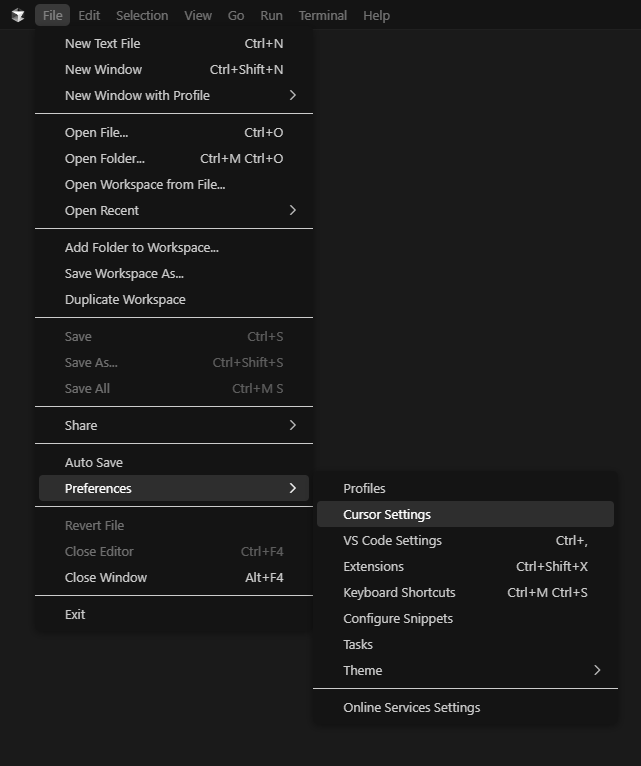 File Edit Selection View Go Run Terminal Help
New Text File Ctrl+N
New Window Ctrl+Shift+N
New Window with Profile
Open File... Ctrl+O
Open Folder... Ctrl+M Ctrl+O
Open Workspace from File...
Open Recent
Add Folder to Workspace...
Save Workspace As...
Duplicate Workspace
Save Ctrl+S
Save As... Ctrl+Shift+S
Save All Ctrl+M S
Share
Auto Save
Preferences
Revert File
Close Editor Ctrl+F4
Close Window Alt+F4
Exit
Profiles
Cursor Settings
VS Code Settings Ctrl+,
Extensions Ctrl+Shift+X
Keyboard Shortcuts Ctrl+M Ctrl+S
Configure Snippets
Tasks
Theme
Online Services Settings